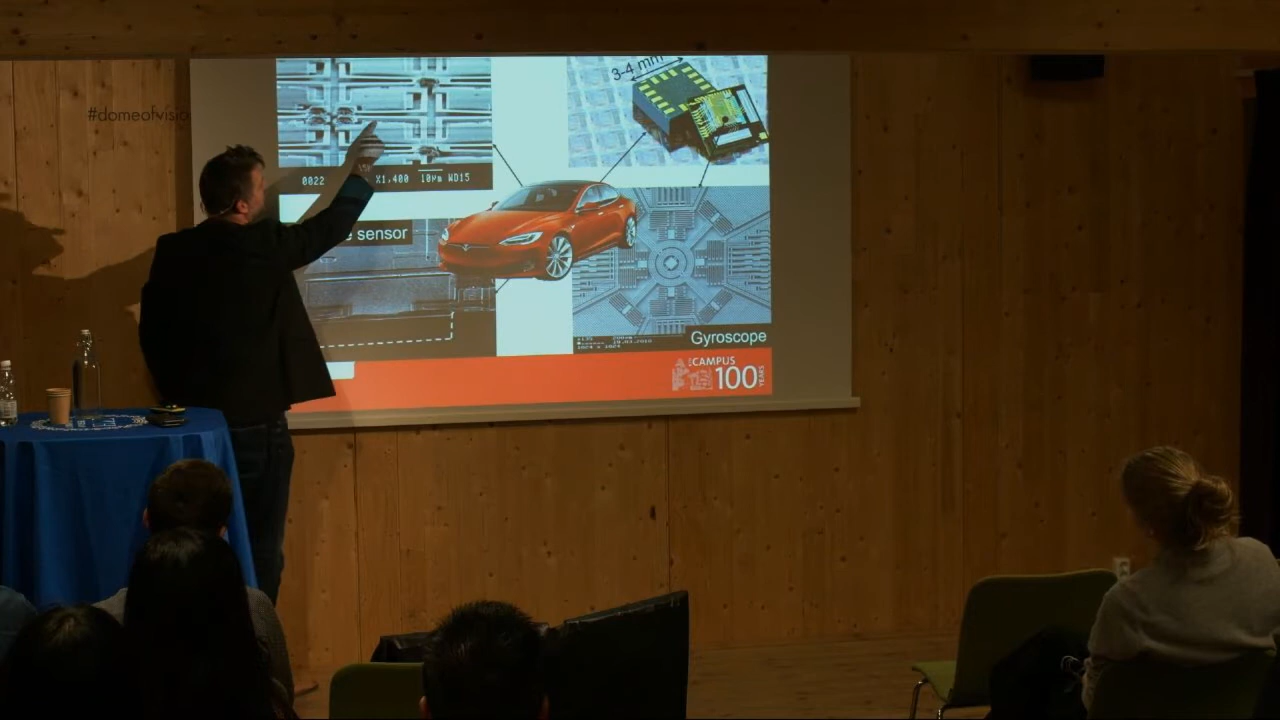 3-4 mm
#domeofvisio
0022 X1,400 10µm WD15
e sensor
Gyroscope
CAMPUS
100
YEARS